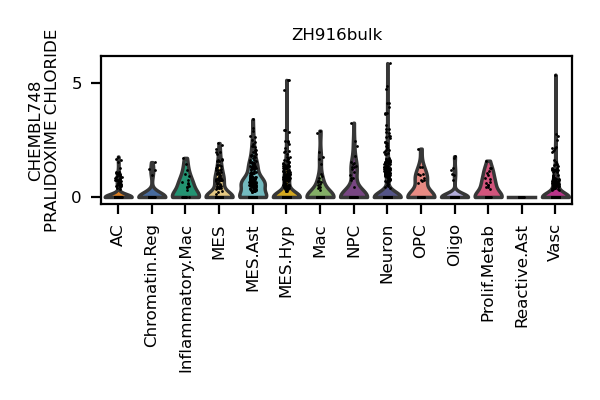 ZH916bulk
CHEMBL748
PRALIDOXIME CHLORIDE
5
0
AC
Chromatin.Reg
Inflammatory.Mac
MES
MES.Ast
MES.Hyp
Mac
NPC
Neuron
OPC
Oligo
Prolif.Metab
Reactive.Ast
Vasc